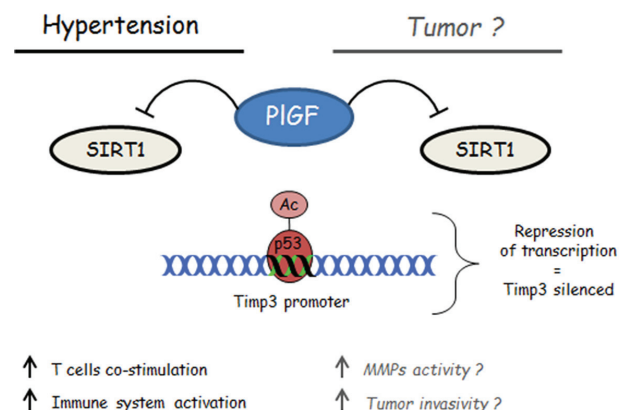 Hypertension
Tumor ?
PlGF
SIRT1
SIRT1
Ac
p53
Timp3 promoter
Repression
of transcription
=
Timp3 silenced
↑ T cells co-stimulation
↑ MMPs activity ?
↑ Immune system activation
↑ Tumor invasivity ?